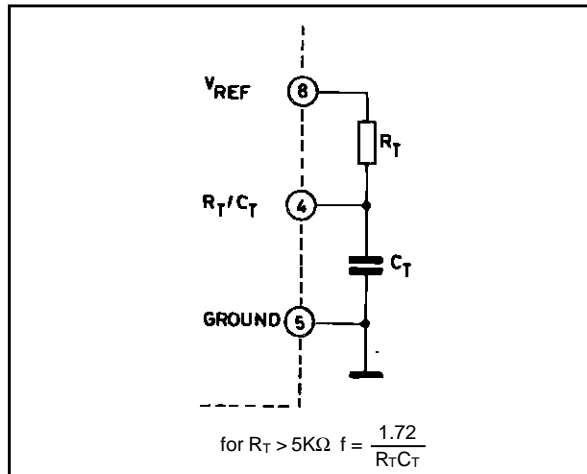 VREF
8
RT
RT/CT
4
CT
GROUND
5
for RT > 5KΩ f = 1.72
RTCT